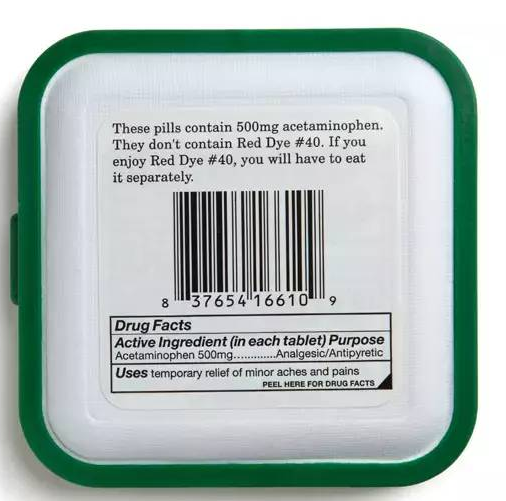 These pills contain 500mg acetaminophen.
They don't contain Red Dye #40. If you
enjoy Red Dye #40, you will have to eat
it separately.
8 37654 16610 9
Drug Facts
Active Ingredient (in each tablet) Purpose
Acetaminophen 500mg.............Analgesic/Antipyretic
Uses temporary relief of minor aches and pains
PEEL HERE FOR DRUG FACTS